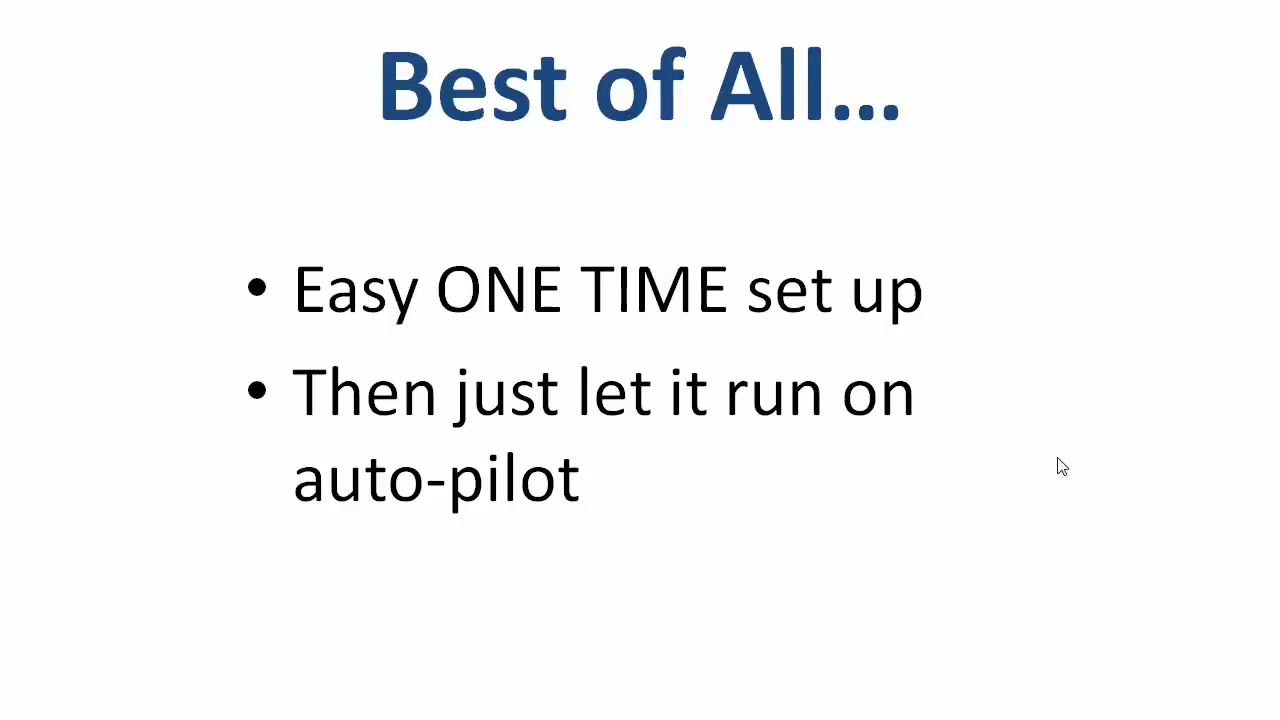 Best of All...
• Easy ONE TIME set up
• Then just let it run on
auto-pilot